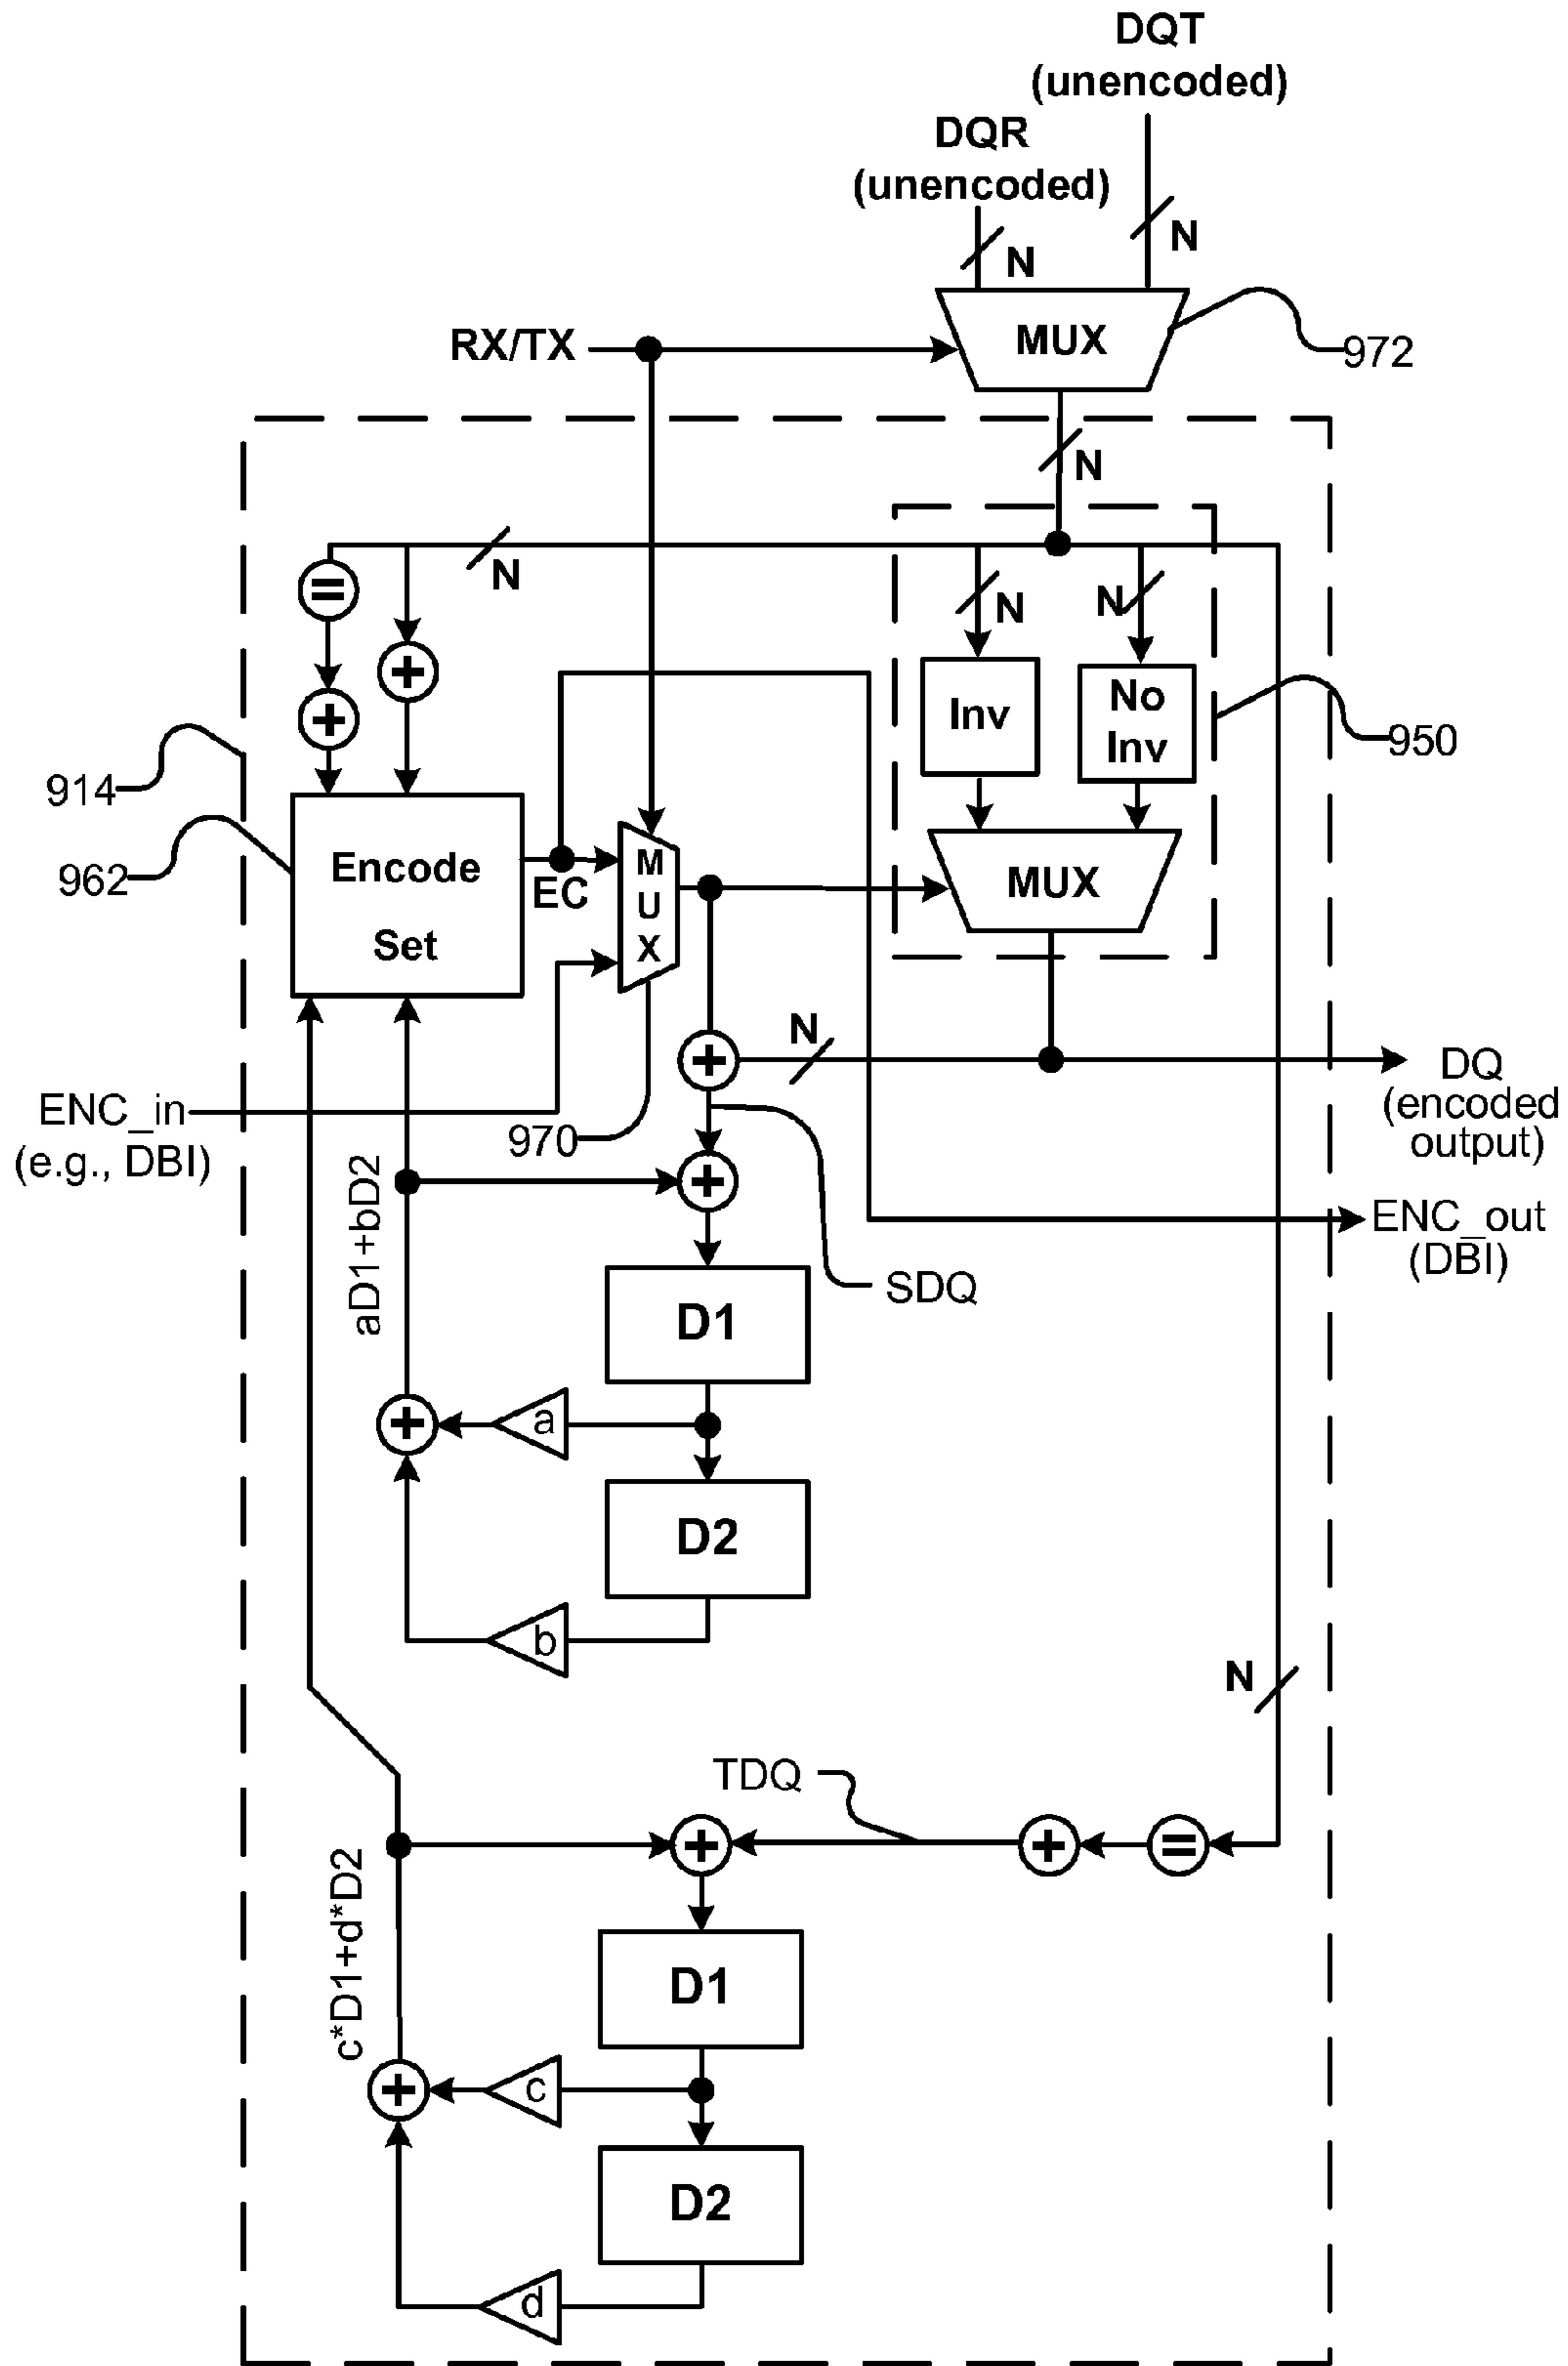 DQT
(unencoded)
DQR
(unencoded)
N
N
RX/TX
MUX
972
N
N
N
N
=
+
+
Inv
No
Inv
950
914
962
Encode
Set
EC
MUX
MUX
N
+
DQ
(encoded
output)
ENC_in
(e.g., DBI)
970
+
aD1+bD2
ENC_out
(DBI)
SDQ
D1
+
a
D2
b
N
TDQ
+
+
=
c*D1+d*D2
D1
+
c
D2
d